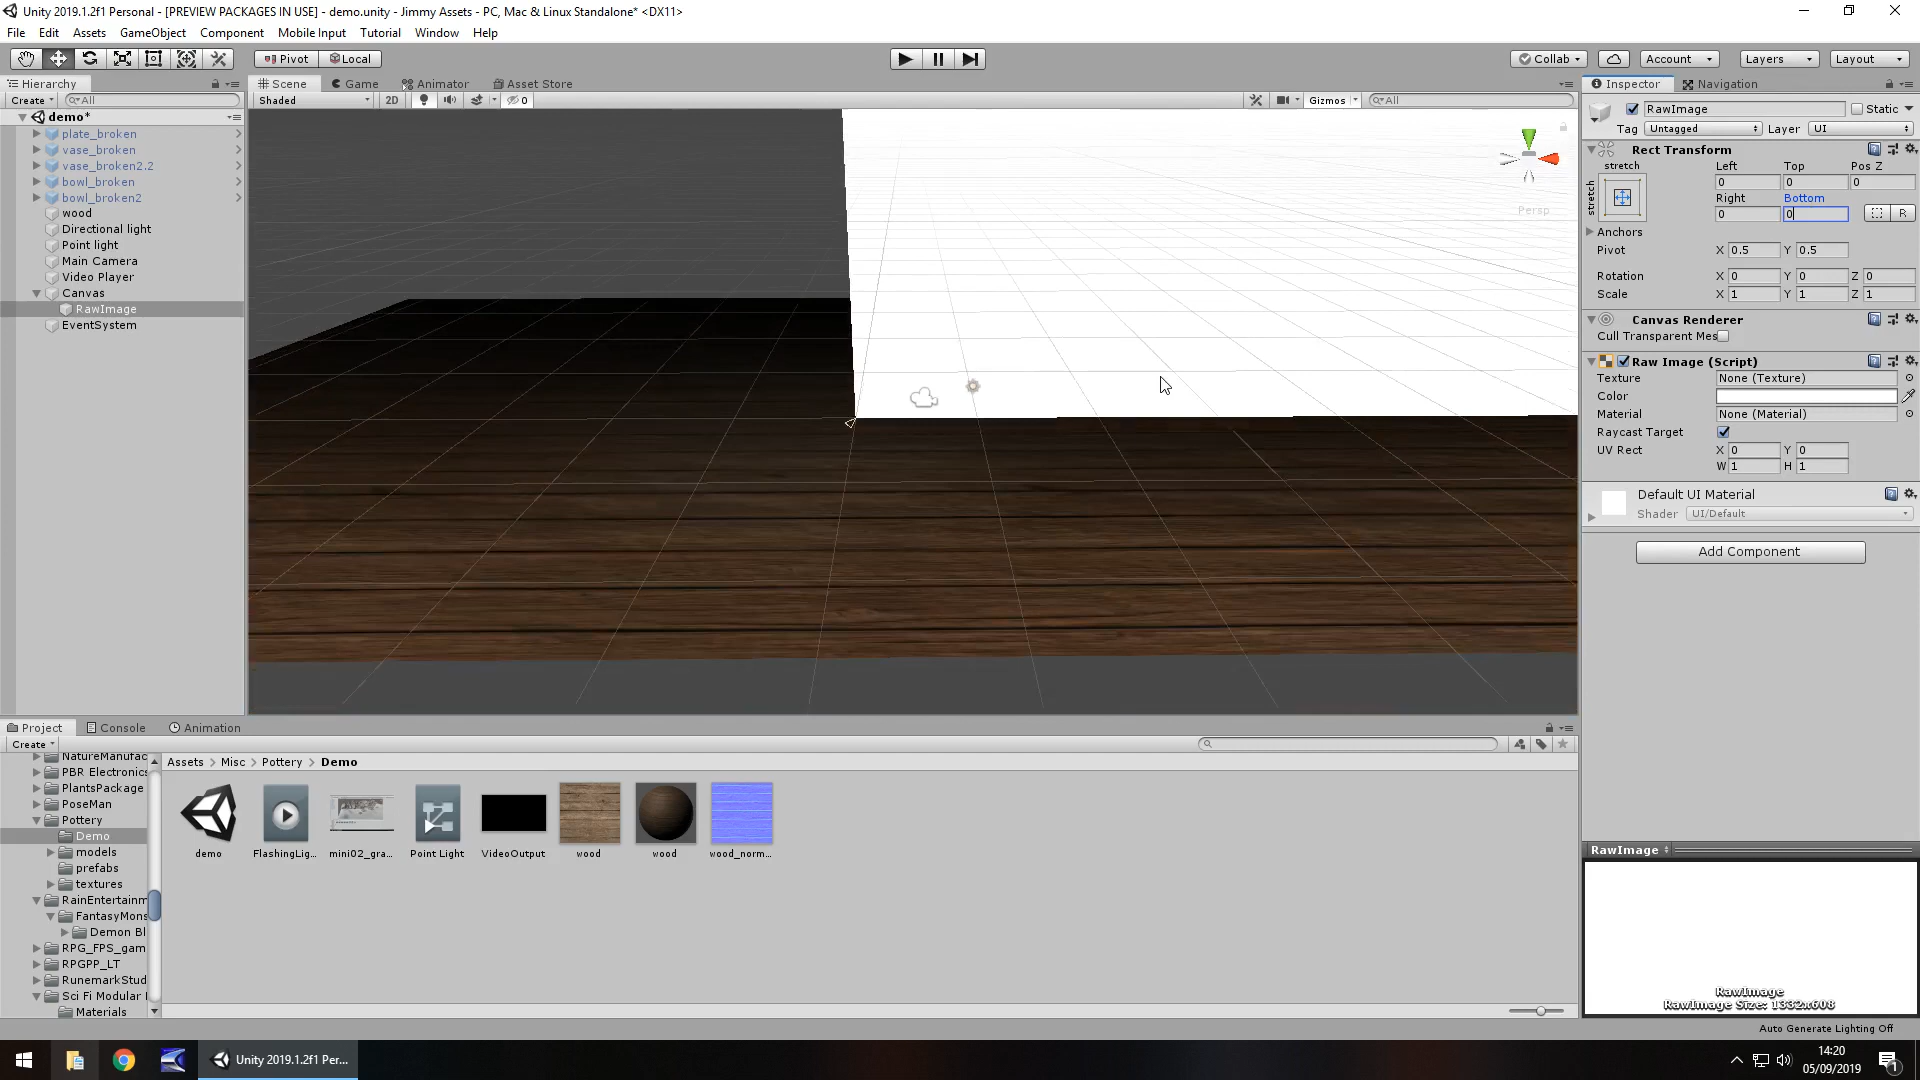 Unity 2019.1.2f1 Personal - [PREVIEW PACKAGES IN USE] - demo.unity - Jimmy Assets - PC, Mac & Linux Standalone* <DX11>
File Edit Assets GameObject Component Mobile Input Tutorial Window Help
Pivot Local Collab Account Layers Layout
Hierarchy Scene Game Animator Asset Store Inspector Navigation
Create All Shaded 2D 0 Gizmos All
RawImage Static
demo*
Tag Untagged Layer UI
plate_broken
vase_broken
vase_broken2.2
bowl_broken
bowl_broken2
wood
Directional light
Point light
Main Camera
Video Player
Canvas
RawImage
EventSystem
Persp
Rect Transform
stretch Left Top Pos Z
stretch 0 0 0
Right Bottom
0 0 R
Anchors
Pivot X 0.5 Y 0.5
Rotation X 0 Y 0 Z 0
Scale X 1 Y 1 Z 1
Canvas Renderer
Cull Transparent Mes
Raw Image (Script)
Texture None (Texture)
Color
Material None (Material)
Raycast Target
UV Rect X 0 Y 0
W 1 H 1
Default UI Material
Shader UI/Default
Add Component
Project Console Animation
Create
NatureManufac
PBR Electronics
PlantsPackage
PoseMan
Pottery
Demo
models
prefabs
textures
RainEntertainm
FantasyMons
Demon Bl
RPG_FPS_gam
RPGPP_LT
RunemarkStud
Sci Fi Modular
Materials
Assets > Misc > Pottery > Demo
demo FlashingLig... mini02_gra... Point Light VideoOutput wood wood wood_norm...
RawImage
RawImage
RawImage Size: 1332x608
Auto Generate Lighting Off
Unity 2019.1.2f1 Per...
14:20
05/09/2019
1